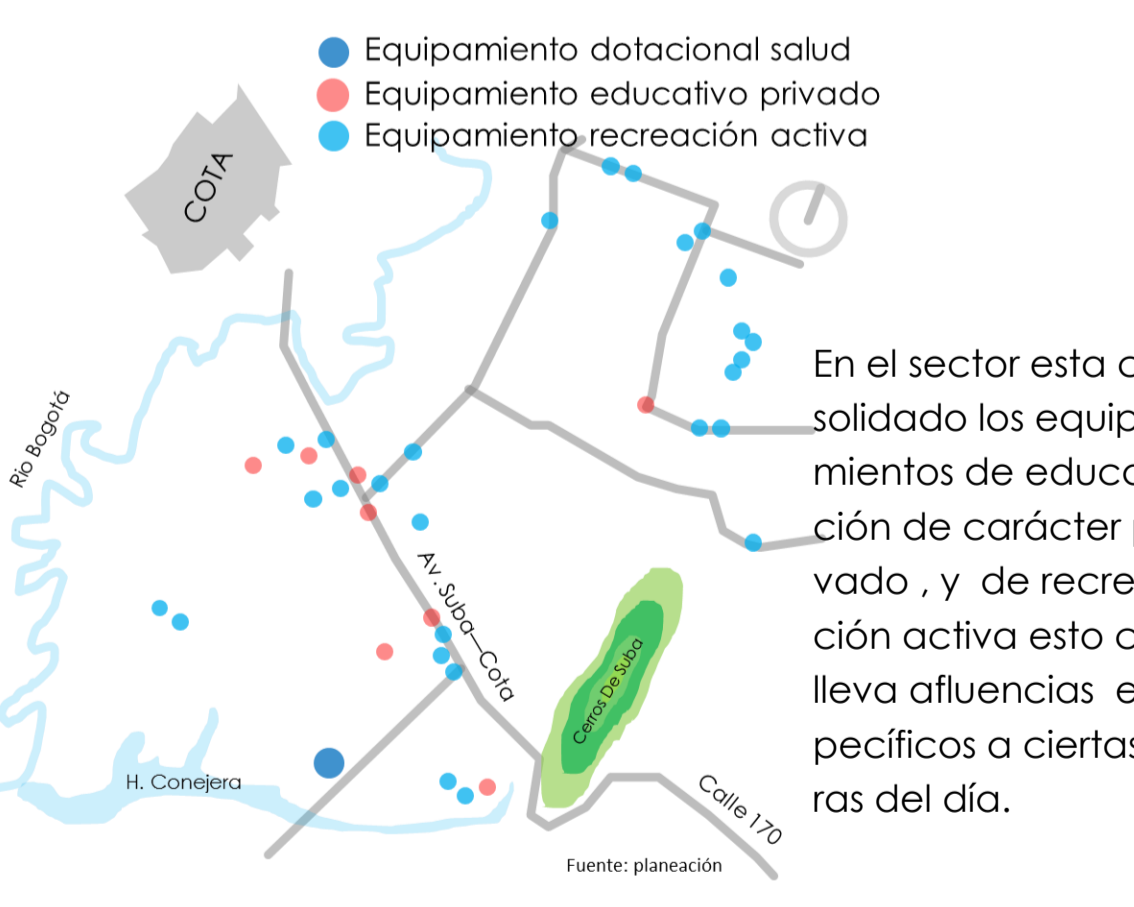 Equipamiento dotacional salud
Equipamiento educativo privado
Equipamiento recreación activa
COTA
Rio Bogotá
Av. Suba—Cota
Cerros De Suba
H. Conejera
Calle 170
Fuente: planeación
En el sector esta
solidado los equip
mientos de educa
ción de carácter
vado , y de recre
ción activa esto
lleva afluencias e
pecíficos a ciertas
ras del día.